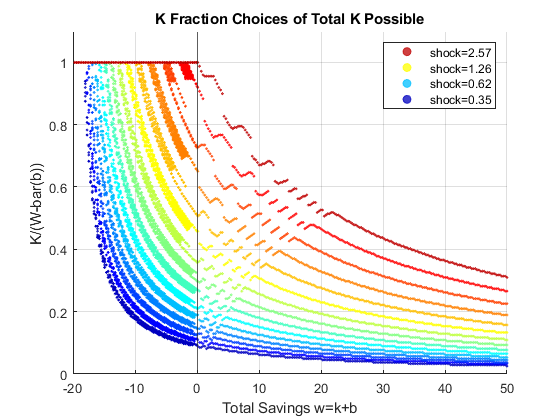 K Fraction Choices of Total K Possible
shock=2.57
shock=1.26
shock=0.62
shock=0.35
K/(W-bar(b))
1
0.8
0.6
0.4
0.2
0
-20
-10
0
10
20
30
40
50
Total Savings w=k+b